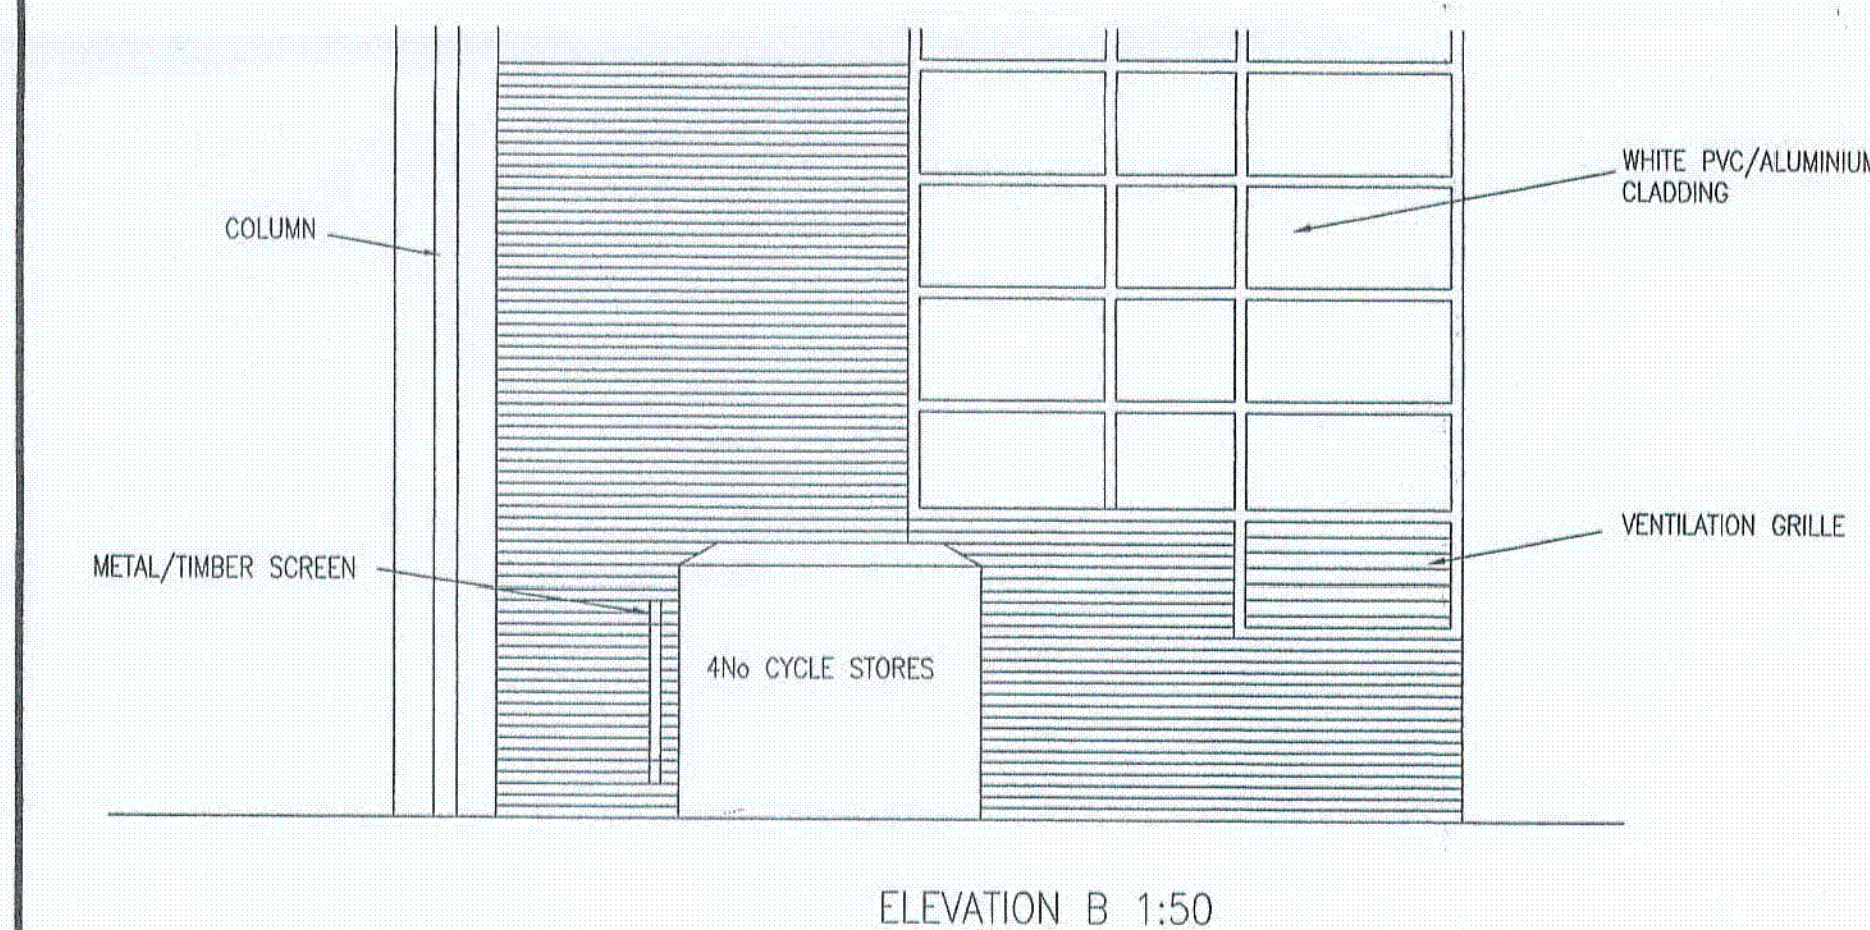 WHITE PVC/ALUMINIUM
CLADDING
COLUMN
VENTILATION GRILLE
METAL/TIMBER SCREEN
4No CYCLE STORES
ELEVATION B 1:50